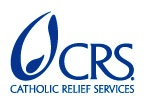 CRS
CATHOLIC RELIEF SERVICES